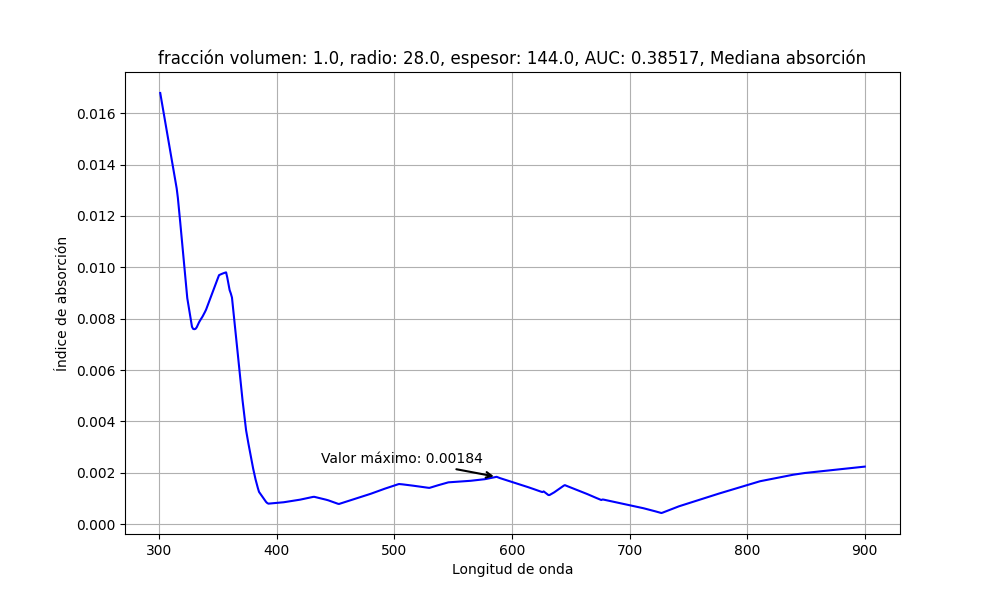 fracción volumen: 1.0, radio: 28.0, espesor: 144.0, AUC: 0.38517, Mediana absorción
0.016
0.014
0.012
0.010
0.008
0.006
0.004
0.002
0.000
Índice de absorción
Valor máximo: 0.00184
300 400 500 600 700 800 900
Longitud de onda